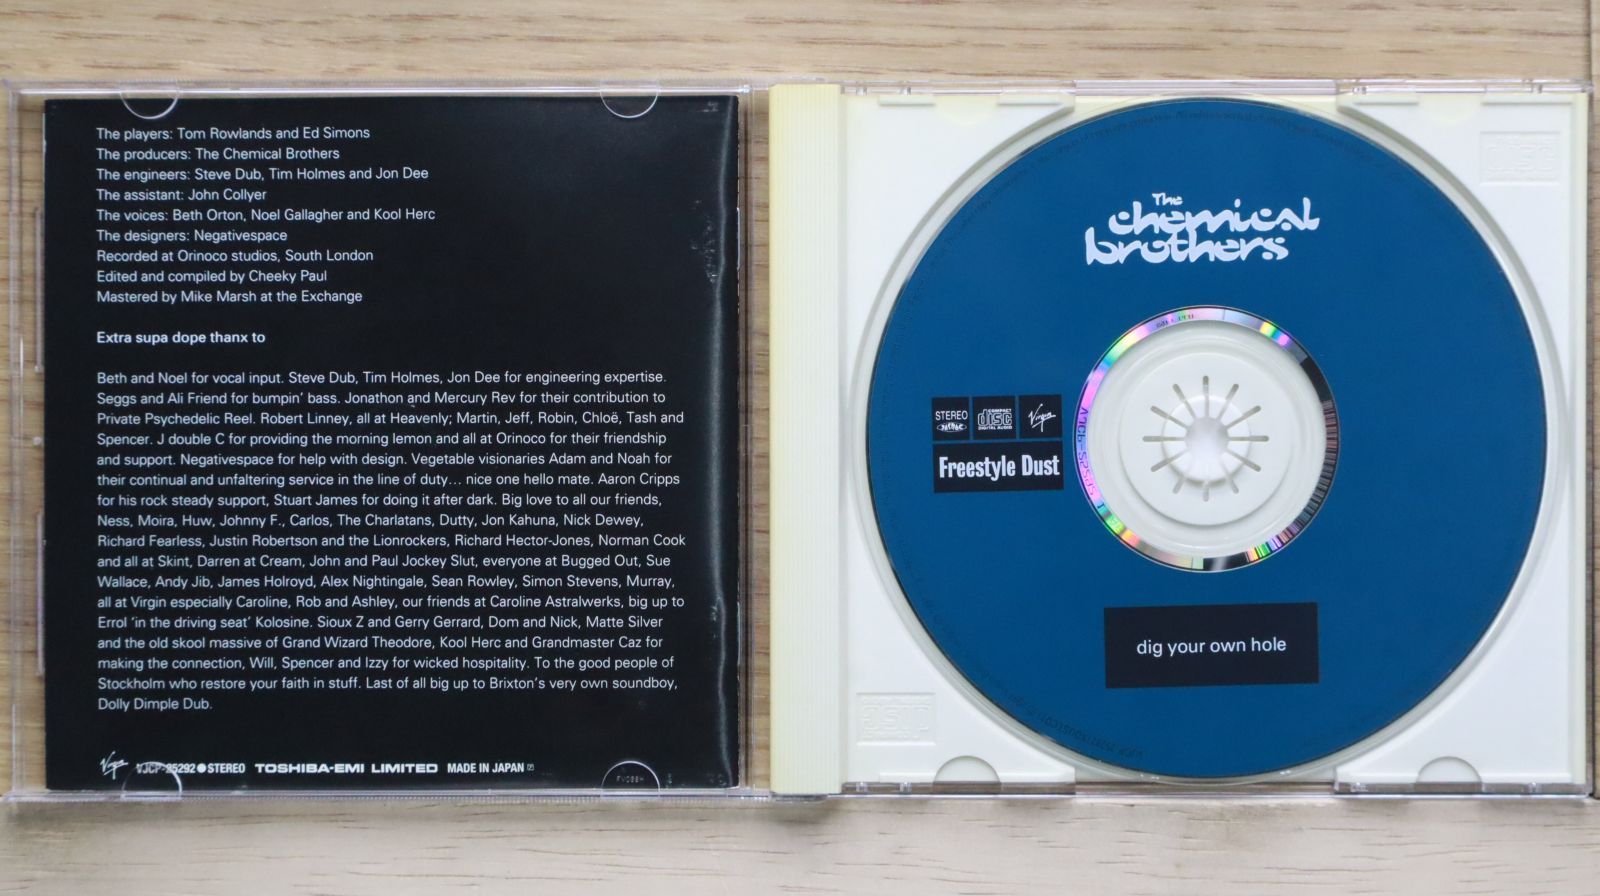 The players: Tom Rowlands and Ed Simons
The producers: The Chemical Brothers
The engineers: Steve Dub, Tim Holmes and Jon Dee
The assistant: John Collyer
The voices: Beth Orton, Noel Gallagher and Kool Herc
The designers: Negativespace
Recorded at Orinoco studios, South London
Edited and compiled by Cheeky Paul
Mastered by Mike Marsh at the Exchange
Extra supa dope thanx to
Beth and Noel for vocal input. Steve Dub, Tim Holmes, Jon Dee for engineering expertise.
Seggs and Ali Friend for bumpin' bass. Jonathon and Mercury Rev for their contribution to
Private Psychedelic Reel. Robert Linney, all at Heavenly; Martin, Jeff, Robin, Chloë, Tash and
Spencer. J double C for providing the morning lemon and all at Orinoco for their friendship
and support. Negativespace for help with design. Vegetable visionaries Adam and Noah for
their continual and unfaltering service in the line of duty... nice one hello mate. Aaron Cripps
for his rock steady support, Stuart James for doing it after dark. Big love to all our friends,
Ness, Moira, Huw, Johnny F., Carlos, The Charlatans, Dutty, Jon Kahuna, Nick Dewey,
Richard Fearless, Justin Robertson and the Lionrockers, Richard Hector-Jones, Norman Cook
and all at Skint, Darren at Cream, John and Paul Jockey Slut, everyone at Bugged Out, Sue
Wallace, Andy Jib, James Holroyd, Alex Nightingale, Sean Rowley, Simon Stevens, Murray,
all at Virgin especially Caroline, Rob and Ashley, our friends at Caroline Astralwerks, big up to
Errol 'in the driving seat' Kolosine. Sioux Z and Gerry Gerrard, Dom and Nick, Matte Silver
and the old skool massive of Grand Wizard Theodore, Kool Herc and Grandmaster Caz for
making the connection, Will, Spencer and Izzy for wicked hospitality. To the good people of
Stockholm who restore your faith in stuff. Last of all big up to Brixton's very own soundboy,
Dolly Dimple Dub.
Virgin VJCP-25292●STEREO TOSHIBA-EMI LIMITED MADE IN JAPAN
The
chemical
brothers
STEREO
COMPACT
disc
DIGITAL AUDIO
Virgin
Freestyle Dust
dig your own hole